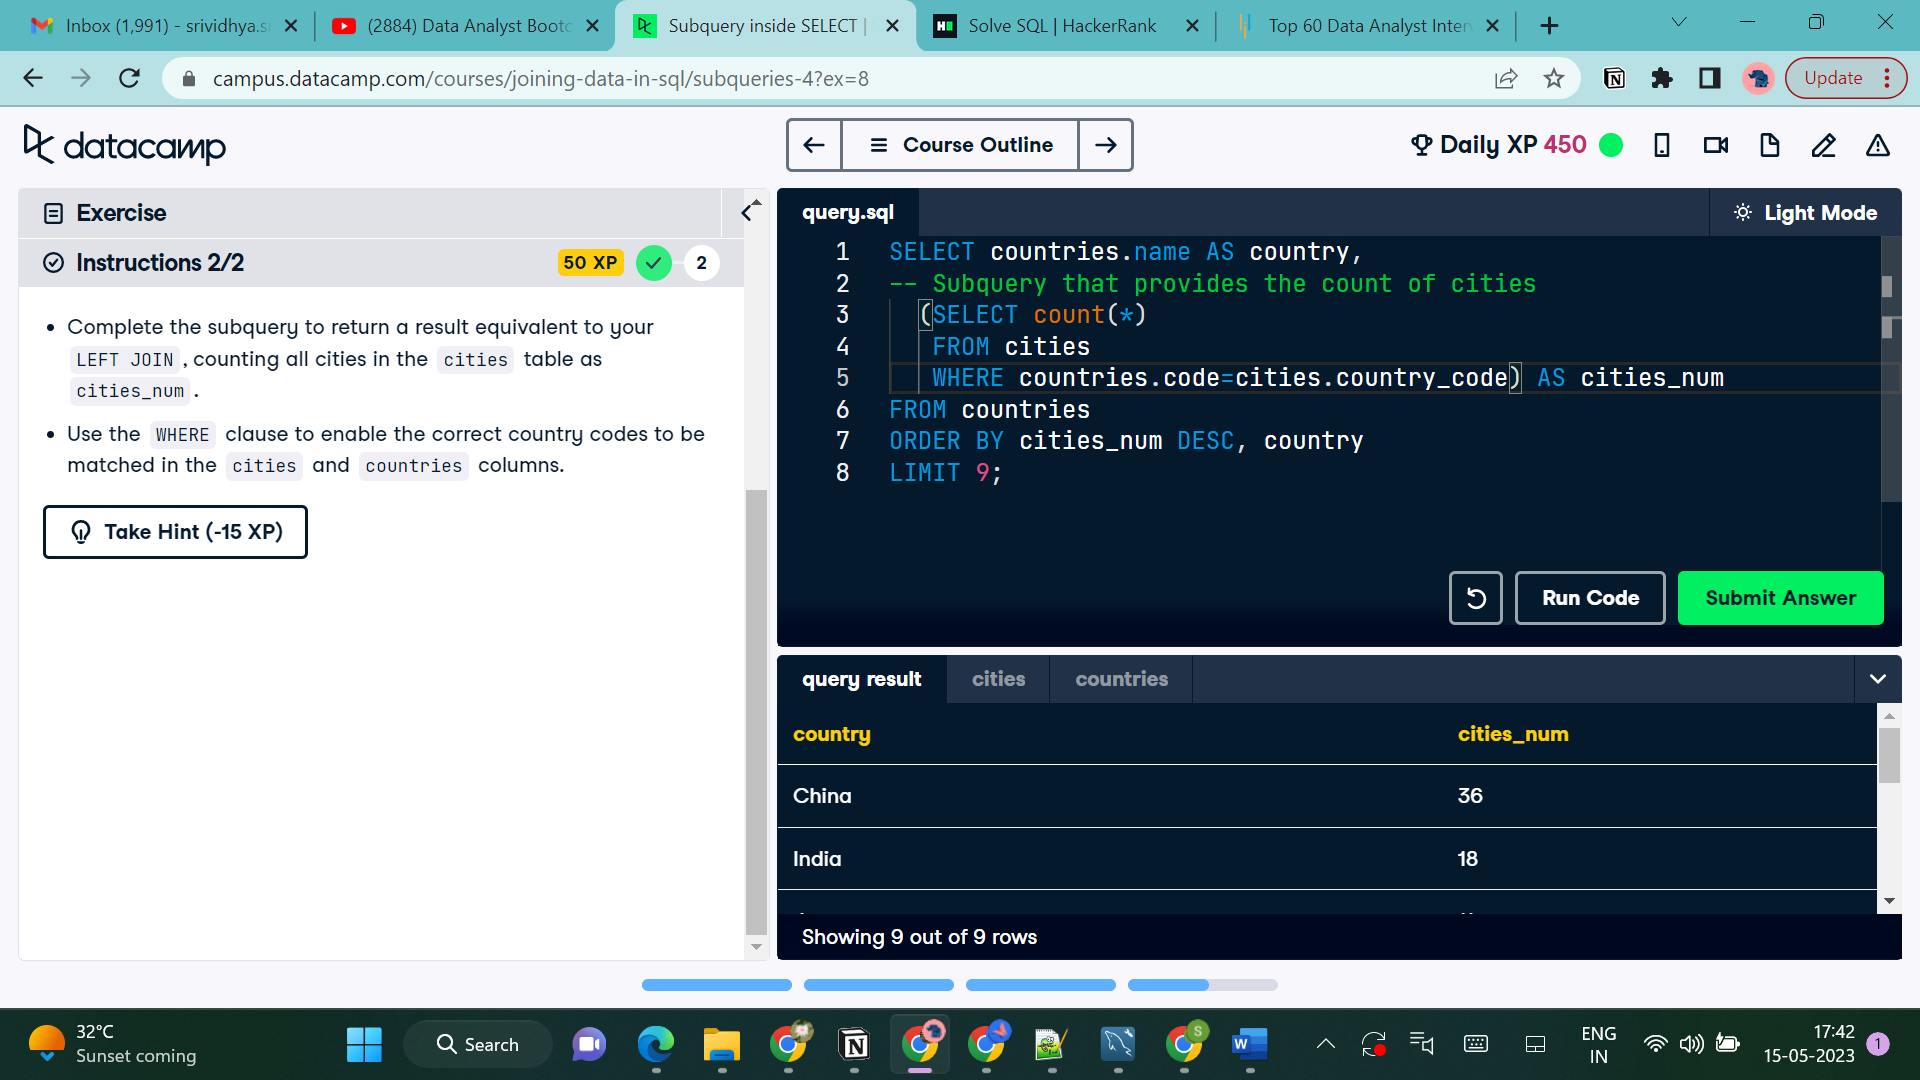 Inbox (1,991) - srividhya.s
(2884) Data Analyst Bootc
Subquery inside SELECT |
Solve SQL | HackerRank
Top 60 Data Analyst Inter
campus.datacamp.com/courses/joining-data-in-sql/subqueries-4?ex=8
Update
datacamp
Course Outline
Daily XP 450
Exercise
Instructions 2/2
50 XP
2
• Complete the subquery to return a result equivalent to your
LEFT JOIN , counting all cities in the cities table as
cities_num .
• Use the WHERE clause to enable the correct country codes to be
matched in the cities and countries columns.
Take Hint (-15 XP)
query.sql
Light Mode
1 SELECT countries.name AS country,
2 -- Subquery that provides the count of cities
3 (SELECT count(*)
4 FROM cities
5 WHERE countries.code=cities.country_code) AS cities_num
6 FROM countries
7 ORDER BY cities_num DESC, country
8 LIMIT 9;
Run Code
Submit Answer
query result
cities
countries
country cities_num
China 36
India 18
Showing 9 out of 9 rows
32°C
Sunset coming
Search
ENG
IN
17:42
15-05-2023
1